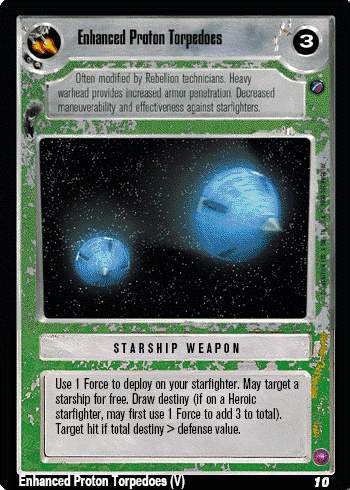 Enhanced Proton Torpedoes
3
Often modified by Rebellion technicians. Heavy
warhead provides increased armor penetration. Decreased
maneuverability and effectiveness against starfighters.
STARSHIP WEAPON
Use 1 Force to deploy on your starfighter. May target a
starship for free. Draw destiny (if on a Heroic
starfighter, may first use 1 Force to add 3 to total).
Target hit if total destiny > defense value.
Enhanced Proton Torpedoes (V)
10